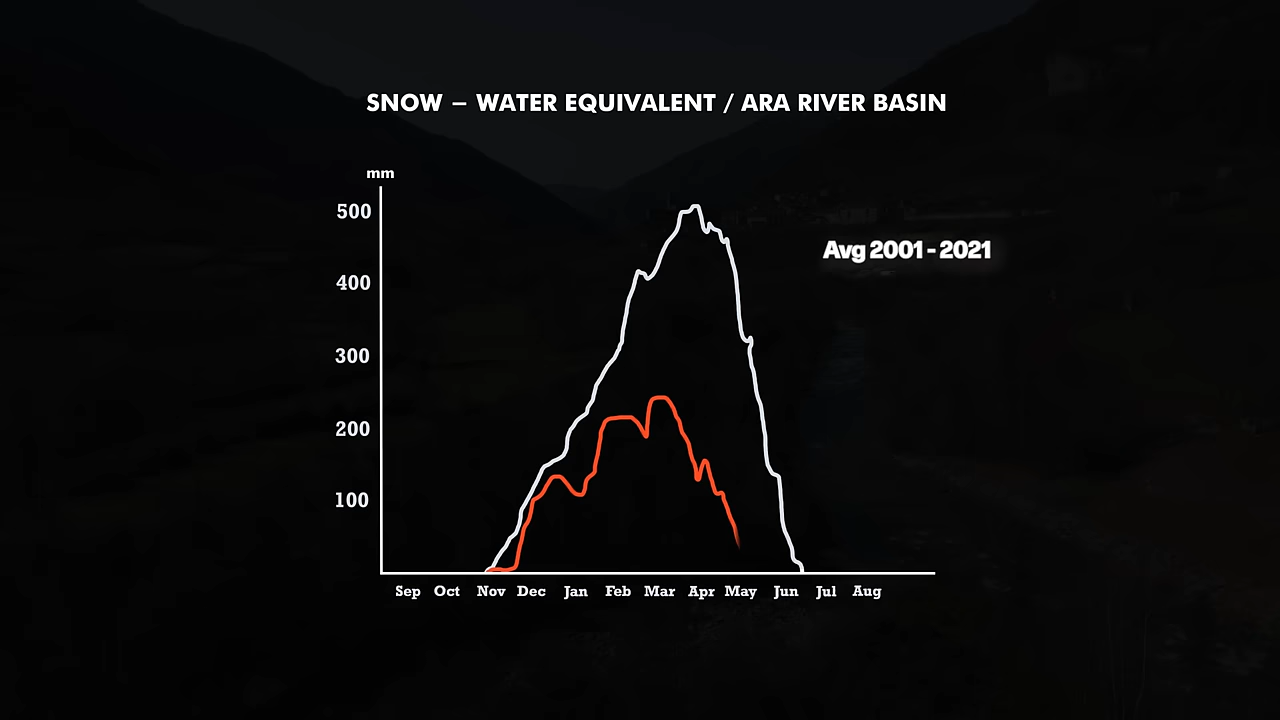 SNOW – WATER EQUIVALENT / ARA RIVER BASIN
mm
500
Avg 2001 - 2021
400
300
200
100
Sep Oct Nov Dec Jan Feb Mar Apr May Jun Jul Aug